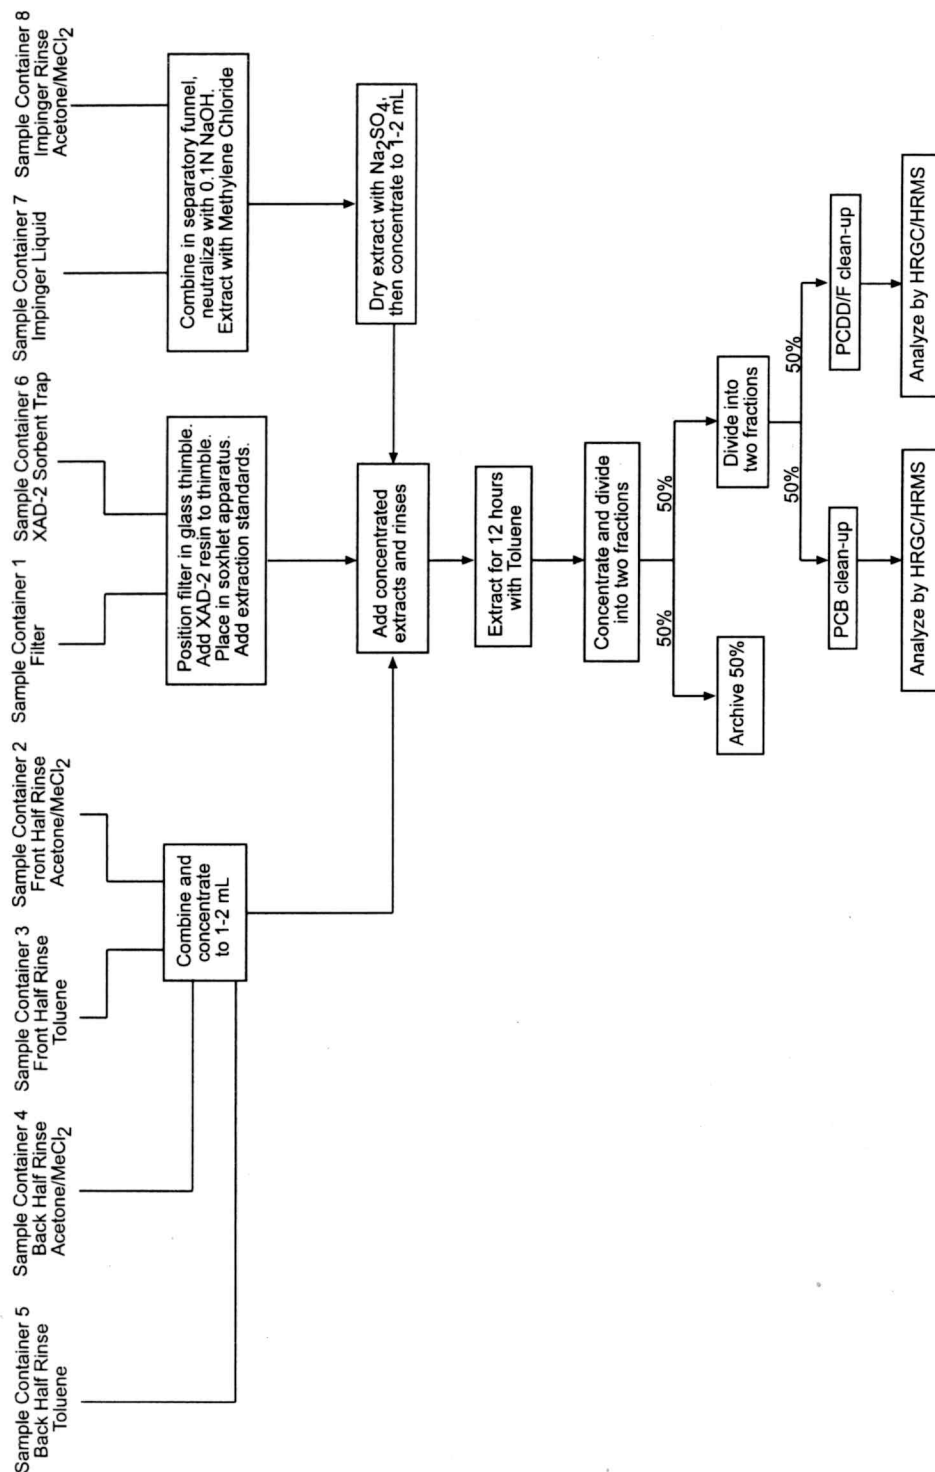 Sample Container 5
Back Half Rinse
Toluene
Sample Container 4
Back Half Rinse
Acetone/MeCl2
Sample Container 3
Front Half Rinse
Toluene
Sample Container 2
Front Half Rinse
Acetone/MeCl2
Sample Container 1
Filter
Sample Container 6
XAD-2 Sorbent Trap
Sample Container 7
Impinger Liquid
Sample Container 8
Impinger Rinse
Acetone/MeCl2
Combine and
concentrate
to 1-2 mL
Position filter in glass thimble.
Add XAD-2 resin to thimble.
Place in soxhlet apparatus.
Add extraction standards.
Combine in separatory funnel,
neutralize with 0.1N NaOH.
Extract with Methylene Chloride
Dry extract with Na2SO4,
then concentrate to 1-2 mL
Add concentrated
extracts and rinses
Extract for 12 hours
with Toluene
Concentrate and divide
into two fractions
50%
50%
Archive 50%
Divide into
two fractions
50%
50%
PCB clean-up
PCDD/F clean-up
Analyze by HRGC/HRMS
Analyze by HRGC/HRMS